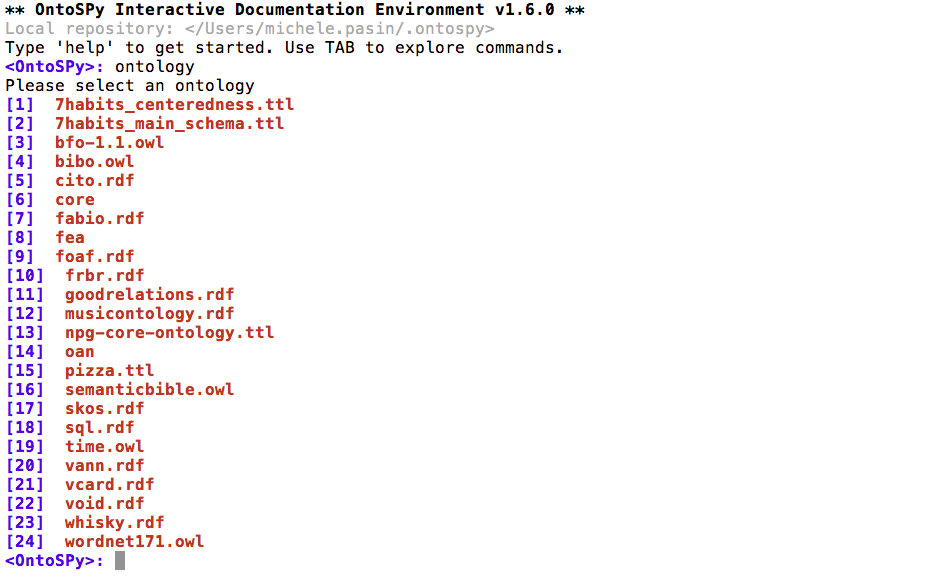 ** OntoSPy Interactive Documentation Environment v1.6.0 **
Local repository: </Users/michele.pasin/.ontospy>
Type 'help' to get started. Use TAB to explore commands.
<OntoSPy>: ontology
Please select an ontology
[1]  7habits_centeredness.ttl
[2]  7habits_main_schema.ttl
[3]  bfo-1.1.owl
[4]  bibo.owl
[5]  cito.rdf
[6]  core
[7]  fabio.rdf
[8]  fea
[9]  foaf.rdf
[10]  frbr.rdf
[11]  goodrelations.rdf
[12]  musicontology.rdf
[13]  npg-core-ontology.ttl
[14]  oan
[15]  pizza.ttl
[16]  semanticbible.owl
[17]  skos.rdf
[18]  sql.rdf
[19]  time.owl
[20]  vann.rdf
[21]  vcard.rdf
[22]  void.rdf
[23]  whisky.rdf
[24]  wordnet171.owl
<OntoSPy>: